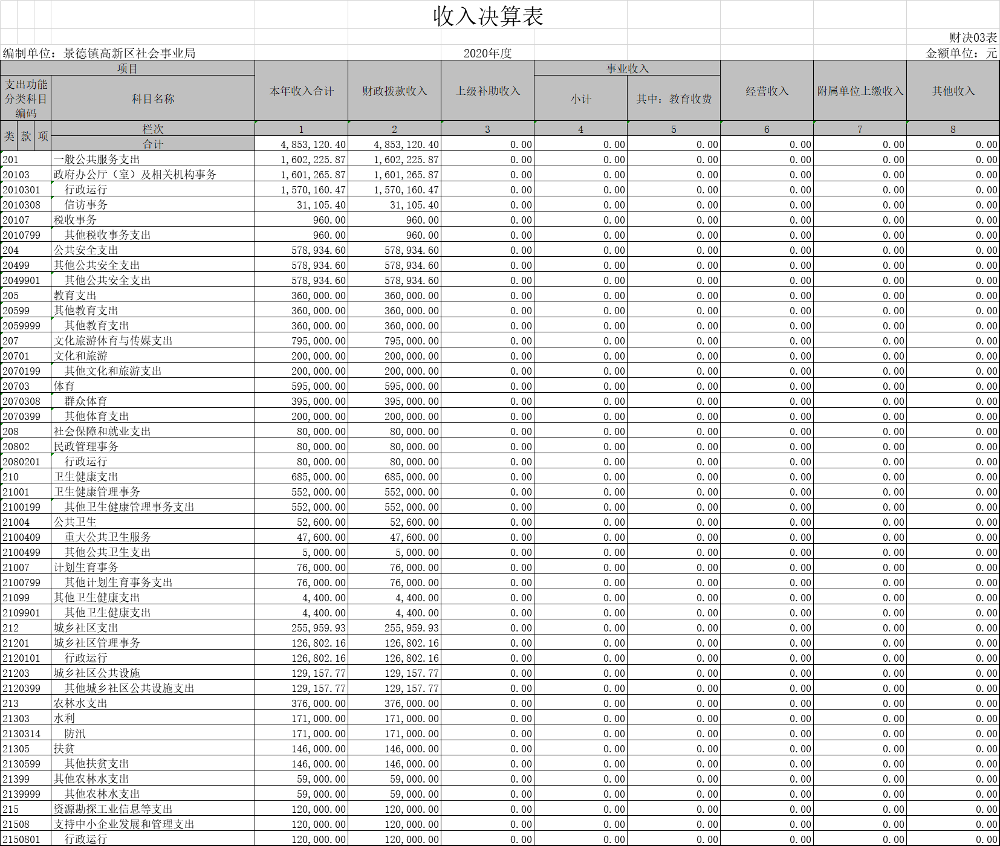 收入决算表
财决03表
编制单位：景德镇高新区社会事业局 2020年度 金额单位：元
项目 本年收入合计 财政拨款收入 上级补助收入 事业收入 经营收入 附属单位上缴收入 其他收入
支出功能分类科目编码 科目名称 小计 其中：教育收费
类 款 项 栏次 1 2 3 4 5 6 7 8
合计 4,853,120.40 4,853,120.40 0.00 0.00 0.00 0.00 0.00 0.00
201 一般公共服务支出 1,602,225.87 1,602,225.87 0.00 0.00 0.00 0.00 0.00 0.00
20103 政府办公厅（室）及相关机构事务 1,601,265.87 1,601,265.87 0.00 0.00 0.00 0.00 0.00 0.00
2010301 行政运行 1,570,160.47 1,570,160.47 0.00 0.00 0.00 0.00 0.00 0.00
2010308 信访事务 31,105.40 31,105.40 0.00 0.00 0.00 0.00 0.00 0.00
20107 税收事务 960.00 960.00 0.00 0.00 0.00 0.00 0.00 0.00
2010799 其他税收事务支出 960.00 960.00 0.00 0.00 0.00 0.00 0.00 0.00
204 公共安全支出 578,934.60 578,934.60 0.00 0.00 0.00 0.00 0.00 0.00
20499 其他公共安全支出 578,934.60 578,934.60 0.00 0.00 0.00 0.00 0.00 0.00
2049901 其他公共安全支出 578,934.60 578,934.60 0.00 0.00 0.00 0.00 0.00 0.00
205 教育支出 360,000.00 360,000.00 0.00 0.00 0.00 0.00 0.00 0.00
20599 其他教育支出 360,000.00 360,000.00 0.00 0.00 0.00 0.00 0.00 0.00
2059999 其他教育支出 360,000.00 360,000.00 0.00 0.00 0.00 0.00 0.00 0.00
207 文化旅游体育与传媒支出 795,000.00 795,000.00 0.00 0.00 0.00 0.00 0.00 0.00
20701 文化和旅游 200,000.00 200,000.00 0.00 0.00 0.00 0.00 0.00 0.00
2070199 其他文化和旅游支出 200,000.00 200,000.00 0.00 0.00 0.00 0.00 0.00 0.00
20703 体育 595,000.00 595,000.00 0.00 0.00 0.00 0.00 0.00 0.00
2070308 群众体育 395,000.00 395,000.00 0.00 0.00 0.00 0.00 0.00 0.00
2070399 其他体育支出 200,000.00 200,000.00 0.00 0.00 0.00 0.00 0.00 0.00
208 社会保障和就业支出 80,000.00 80,000.00 0.00 0.00 0.00 0.00 0.00 0.00
20802 民政管理事务 80,000.00 80,000.00 0.00 0.00 0.00 0.00 0.00 0.00
2080201 行政运行 80,000.00 80,000.00 0.00 0.00 0.00 0.00 0.00 0.00
210 卫生健康支出 685,000.00 685,000.00 0.00 0.00 0.00 0.00 0.00 0.00
21001 卫生健康管理事务 552,000.00 552,000.00 0.00 0.00 0.00 0.00 0.00 0.00
2100199 其他卫生健康管理事务支出 552,000.00 552,000.00 0.00 0.00 0.00 0.00 0.00 0.00
21004 公共卫生 52,600.00 52,600.00 0.00 0.00 0.00 0.00 0.00 0.00
2100409 重大公共卫生服务 47,600.00 47,600.00 0.00 0.00 0.00 0.00 0.00 0.00
2100499 其他公共卫生支出 5,000.00 5,000.00 0.00 0.00 0.00 0.00 0.00 0.00
21007 计划生育事务 76,000.00 76,000.00 0.00 0.00 0.00 0.00 0.00 0.00
2100799 其他计划生育事务支出 76,000.00 76,000.00 0.00 0.00 0.00 0.00 0.00 0.00
21099 其他卫生健康支出 4,400.00 4,400.00 0.00 0.00 0.00 0.00 0.00 0.00
2109901 其他卫生健康支出 4,400.00 4,400.00 0.00 0.00 0.00 0.00 0.00 0.00
212 城乡社区支出 255,959.93 255,959.93 0.00 0.00 0.00 0.00 0.00 0.00
21201 城乡社区管理事务 126,802.16 126,802.16 0.00 0.00 0.00 0.00 0.00 0.00
2120101 行政运行 126,802.16 126,802.16 0.00 0.00 0.00 0.00 0.00 0.00
21203 城乡社区公共设施 129,157.77 129,157.77 0.00 0.00 0.00 0.00 0.00 0.00
2120399 其他城乡社区公共设施支出 129,157.77 129,157.77 0.00 0.00 0.00 0.00 0.00 0.00
213 农林水支出 376,000.00 376,000.00 0.00 0.00 0.00 0.00 0.00 0.00
21303 水利 171,000.00 171,000.00 0.00 0.00 0.00 0.00 0.00 0.00
2130314 防汛 171,000.00 171,000.00 0.00 0.00 0.00 0.00 0.00 0.00
21305 扶贫 146,000.00 146,000.00 0.00 0.00 0.00 0.00 0.00 0.00
2130599 其他扶贫支出 146,000.00 146,000.00 0.00 0.00 0.00 0.00 0.00 0.00
21399 其他农林水支出 59,000.00 59,000.00 0.00 0.00 0.00 0.00 0.00 0.00
2139999 其他农林水支出 59,000.00 59,000.00 0.00 0.00 0.00 0.00 0.00 0.00
215 资源勘探工业信息等支出 120,000.00 120,000.00 0.00 0.00 0.00 0.00 0.00 0.00
21508 支持中小企业发展和管理支出 120,000.00 120,000.00 0.00 0.00 0.00 0.00 0.00 0.00
2150801 行政运行 120,000.00 120,000.00 0.00 0.00 0.00 0.00 0.00 0.00